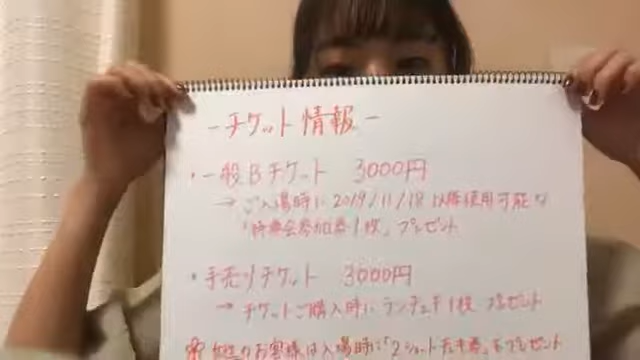 -チケット情報-
・一般Bチケット 3000円
→ご入場時に2019/11/18以降使用可能な
「特典会参加券1枚」プレゼント
・手売りチケット 3000円
→チケットご購入時にランチェキ1枚プレゼント
のお客様は入場時に「2ショットチェキ券」をプレゼント